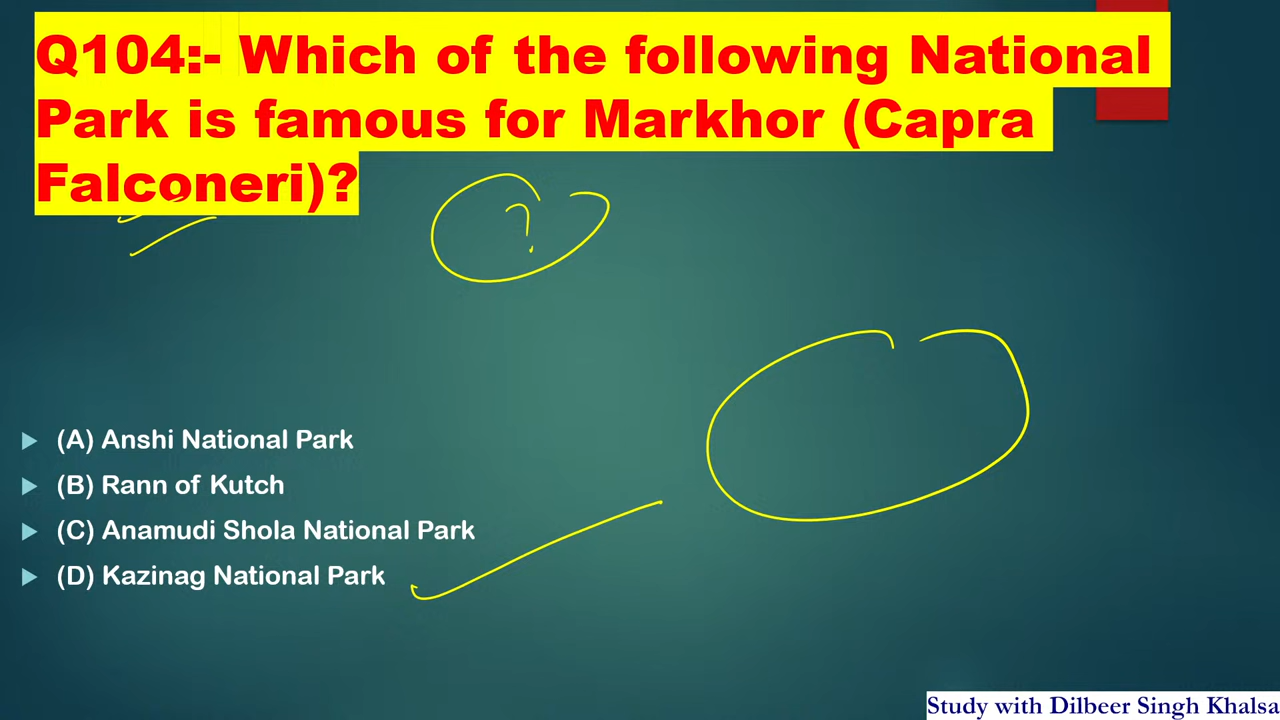 Q104:- Which of the following National
Park is famous for Markhor (Capra
Falconeri)?
?
(A) Anshi National Park
(B) Rann of Kutch
(C) Anamudi Shola National Park
(D) Kazinag National Park
Study with Dilbeer Singh Khalsa